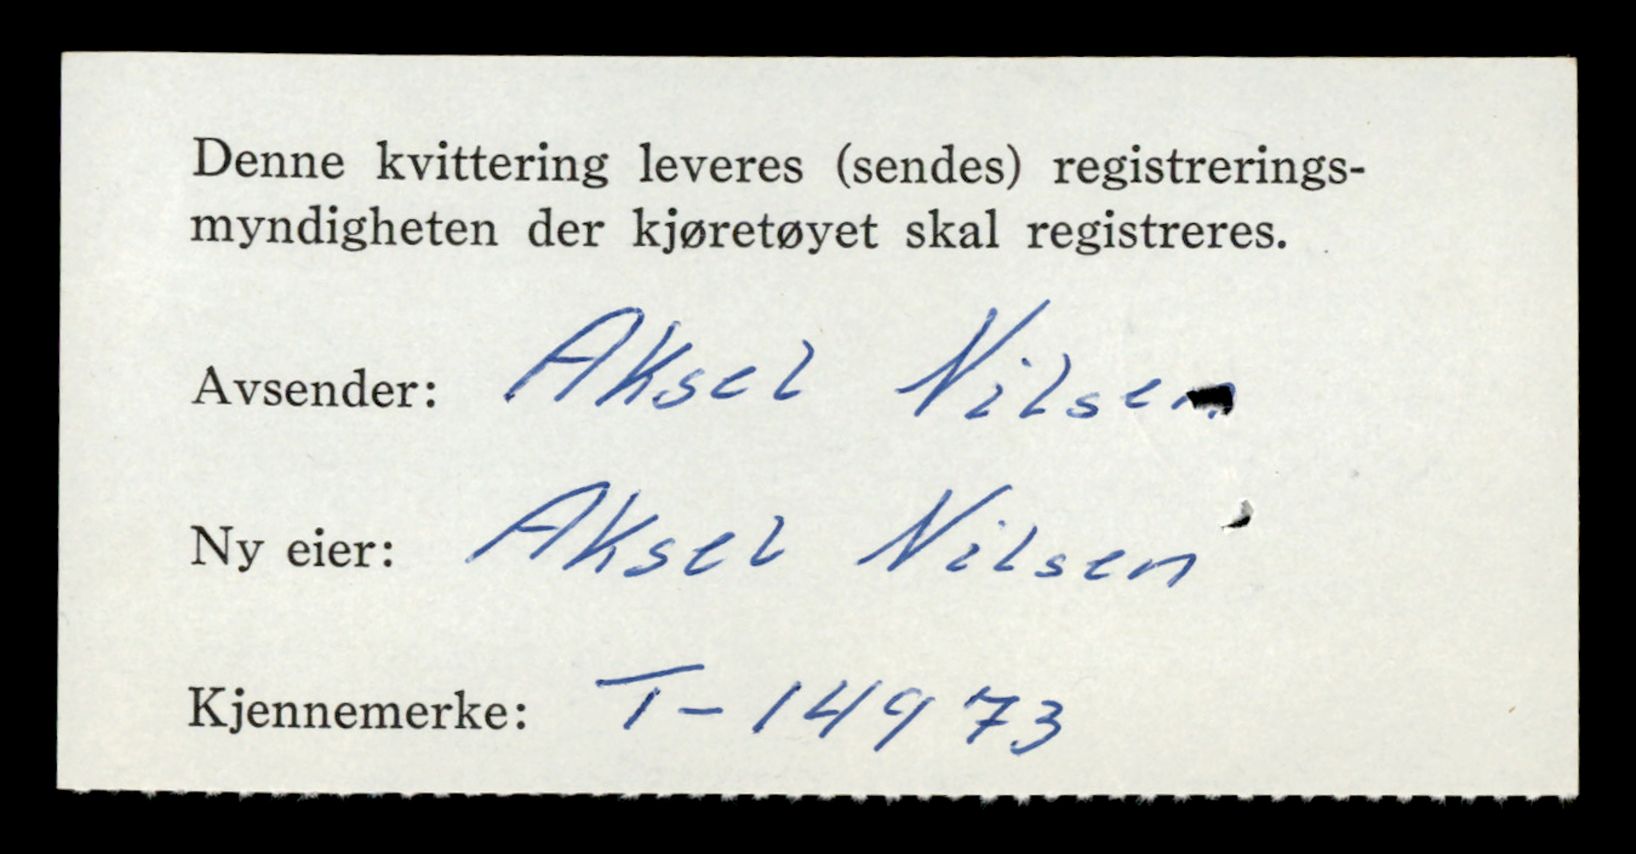 Denne kvittering leveres (sendes) registrerings-
myndigheten der kjøretøyet skal registreres.
Avsender: Aksel Nilsen
Ny eier: Aksel Nilsen
Kjennemerke: T-14973